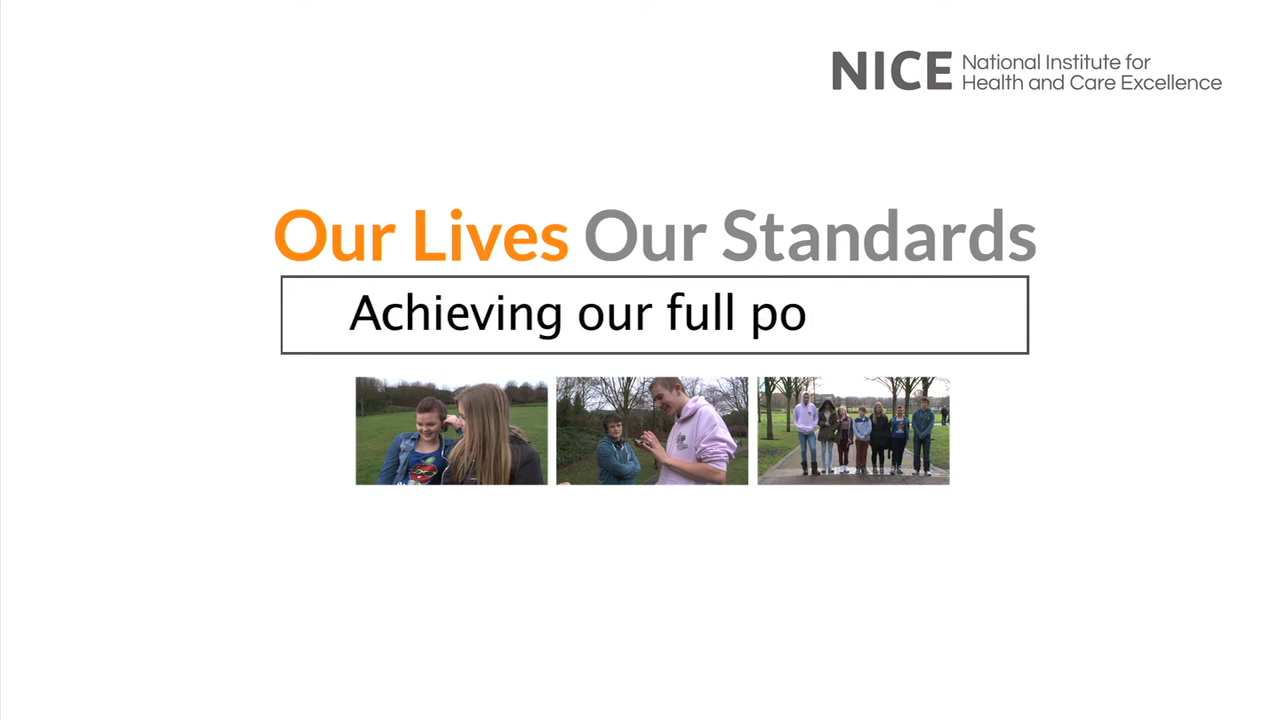 NICE National Institute for
Health and Care Excellence
Our Lives Our Standards
Achieving our full po